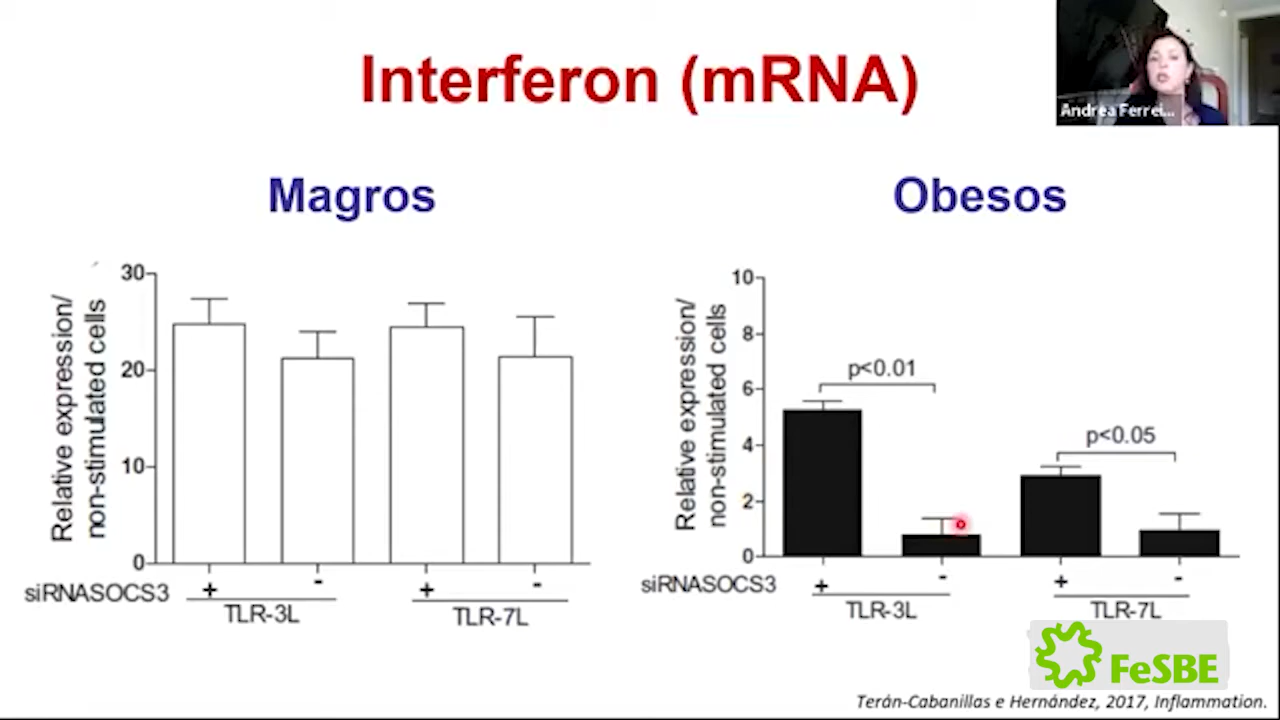 Interferon (mRNA)
Andrea Ferrei...
Magros
Obesos
Relative expression/
non-stimulated cells
30
20
10
0
siRNASOCS3
+
-
+
-
TLR-3L
TLR-7L
Relative expression/
non-stimulated cells
10
8
6
4
2
0
p<0.01
p<0.05
siRNASOCS3
+
-
+
-
TLR-3L
TLR-7L
FeSBE
Terán-Cabanillas e Hernández, 2017, Inflammation.